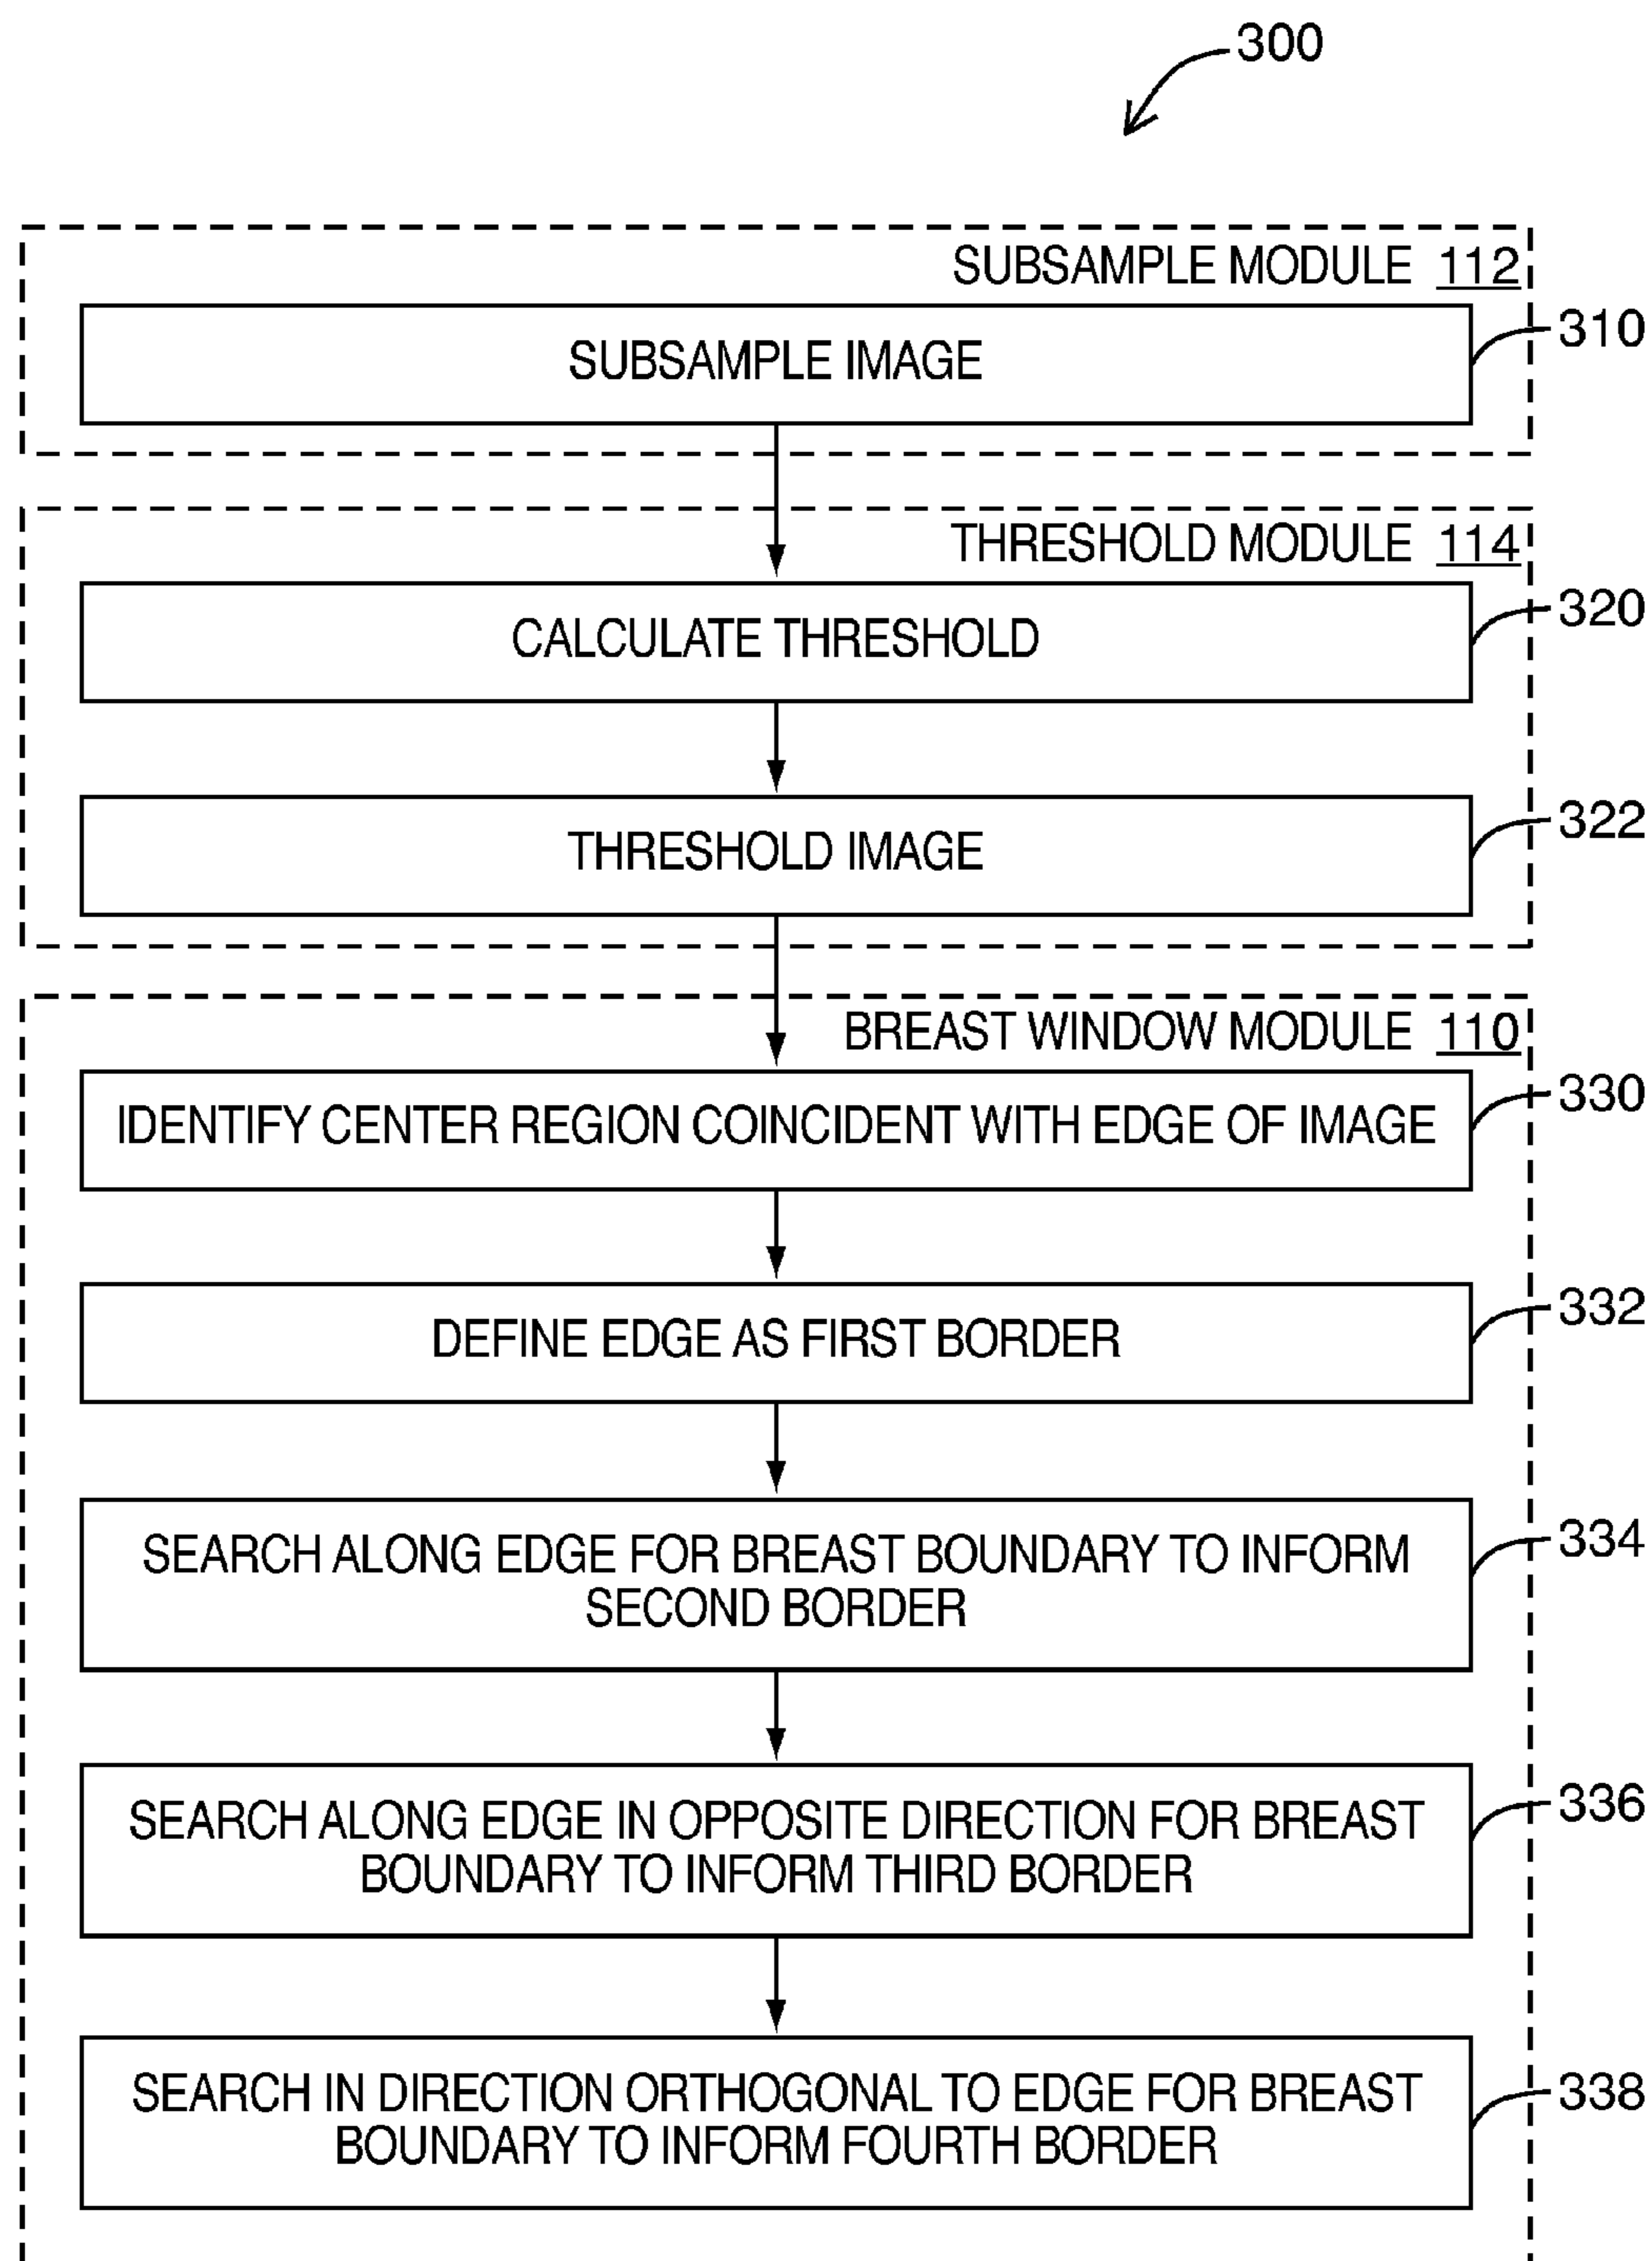 300
SUBSAMPLE MODULE 112
SUBSAMPLE IMAGE
310
THRESHOLD MODULE 114
CALCULATE THRESHOLD
320
THRESHOLD IMAGE
322
BREAST WINDOW MODULE 110
IDENTIFY CENTER REGION COINCIDENT WITH EDGE OF IMAGE
330
DEFINE EDGE AS FIRST BORDER
332
SEARCH ALONG EDGE FOR BREAST BOUNDARY TO INFORM
SECOND BORDER
334
SEARCH ALONG EDGE IN OPPOSITE DIRECTION FOR BREAST
BOUNDARY TO INFORM THIRD BORDER
336
SEARCH IN DIRECTION ORTHOGONAL TO EDGE FOR BREAST
BOUNDARY TO INFORM FOURTH BORDER
338